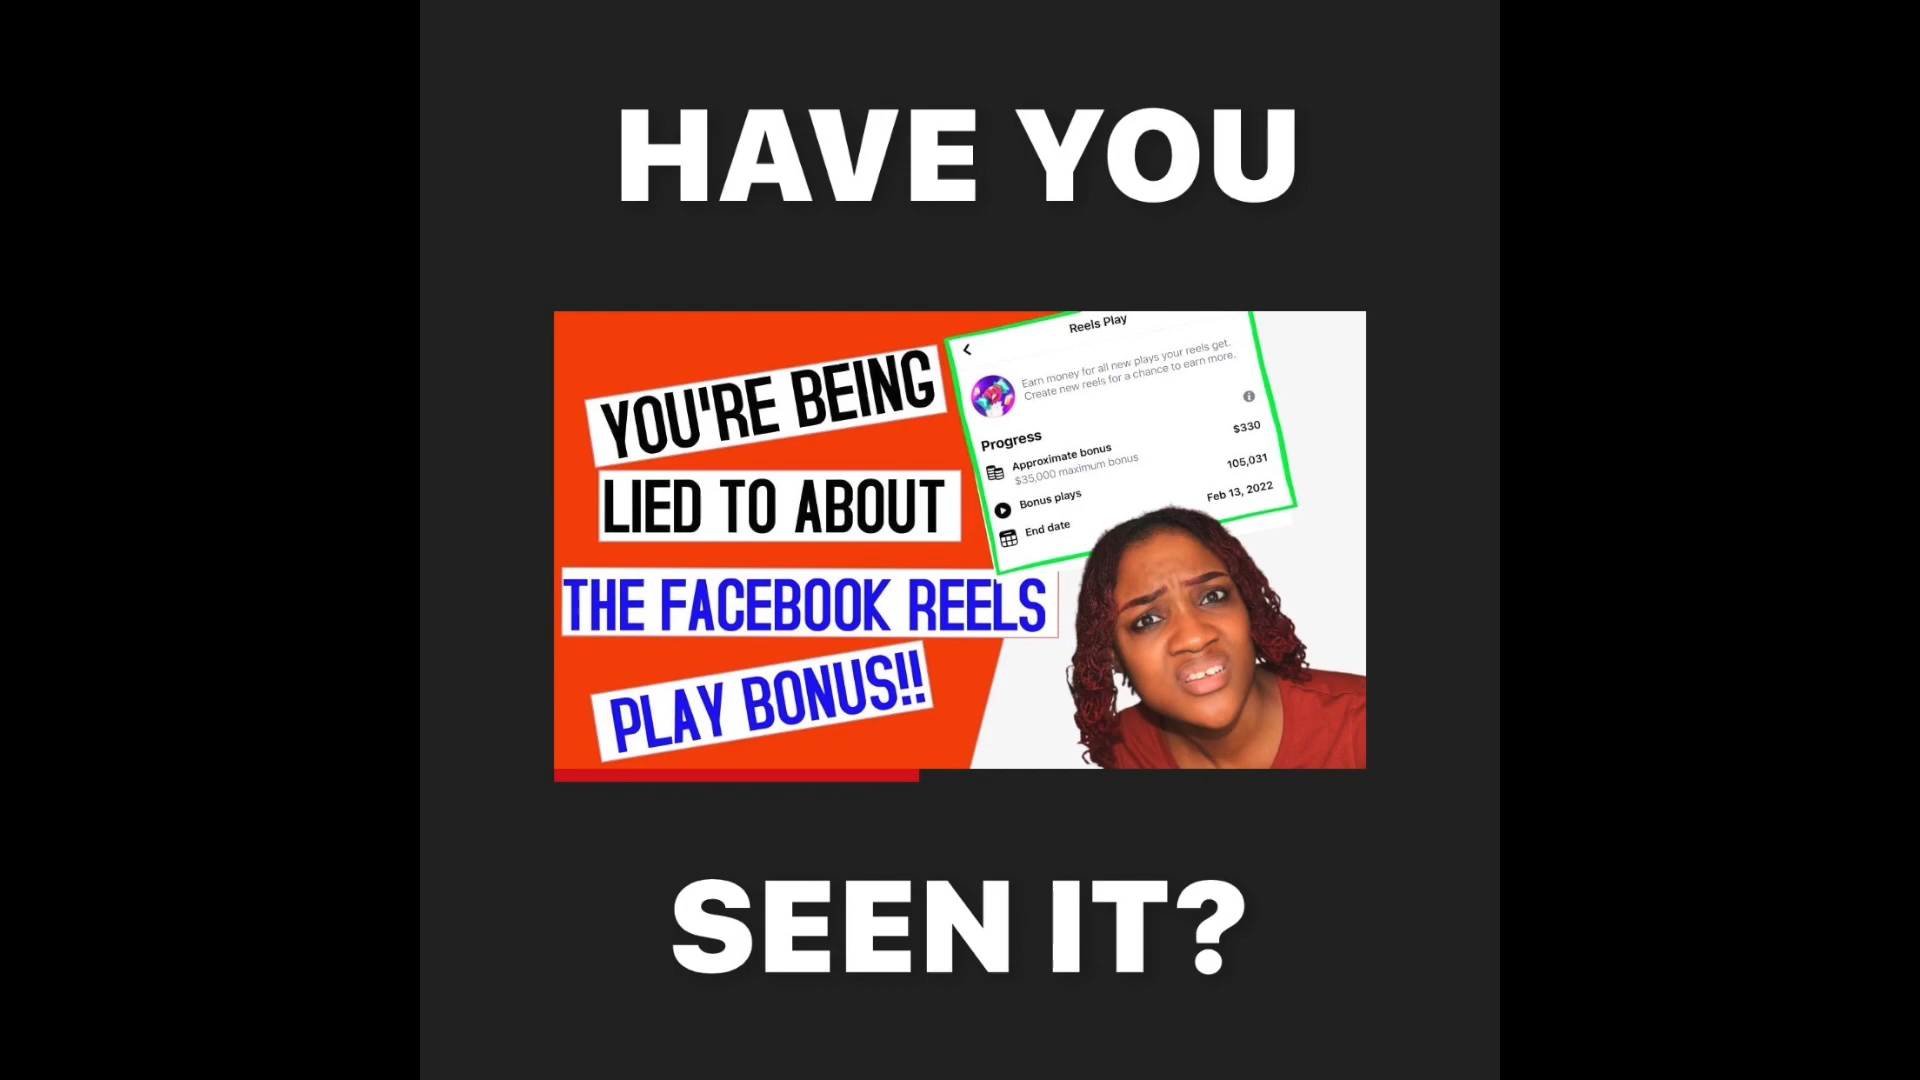 HAVE YOU
YOU'RE BEING
LIED TO ABOUT
THE FACEBOOK REELS
PLAY BONUS!!
Reels Play
Earn money for all new plays your reels get.
Create new reels for a chance to earn more.
Progress
Approximate bonus $330
$35,000 maximum bonus
Bonus plays 105,031
End date Feb 13, 2022
SEEN IT?